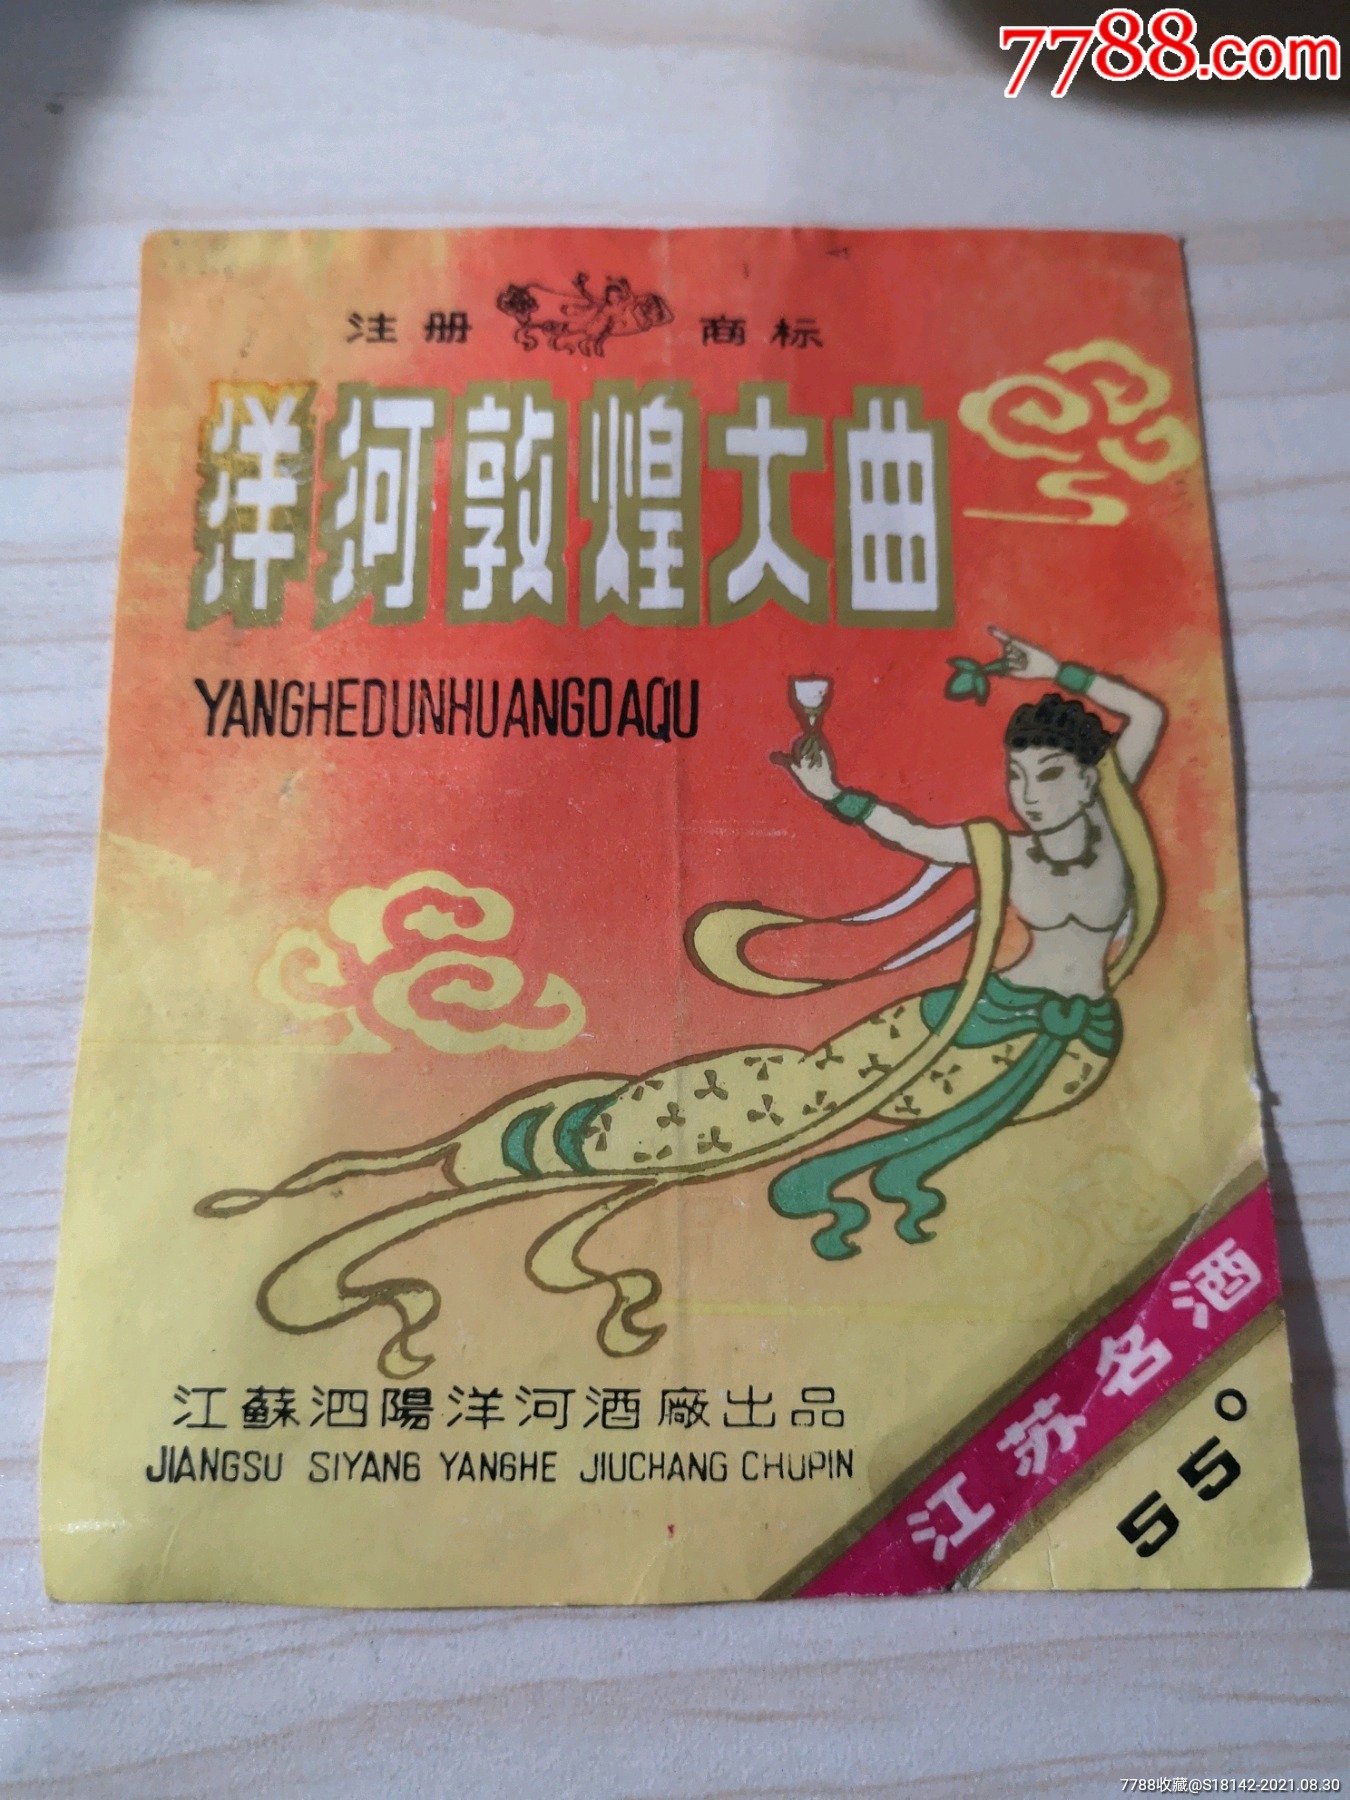 7788.com
注册 商标
洋河敦煌大曲
YANGHEDUNHUANGDAQU
江蘇泗陽洋河酒廠出品
JIANGSU SIYANG YANGHE JIUCHANG CHUPIN
江苏名酒
55°
7788收藏@S18142-2021.08.30